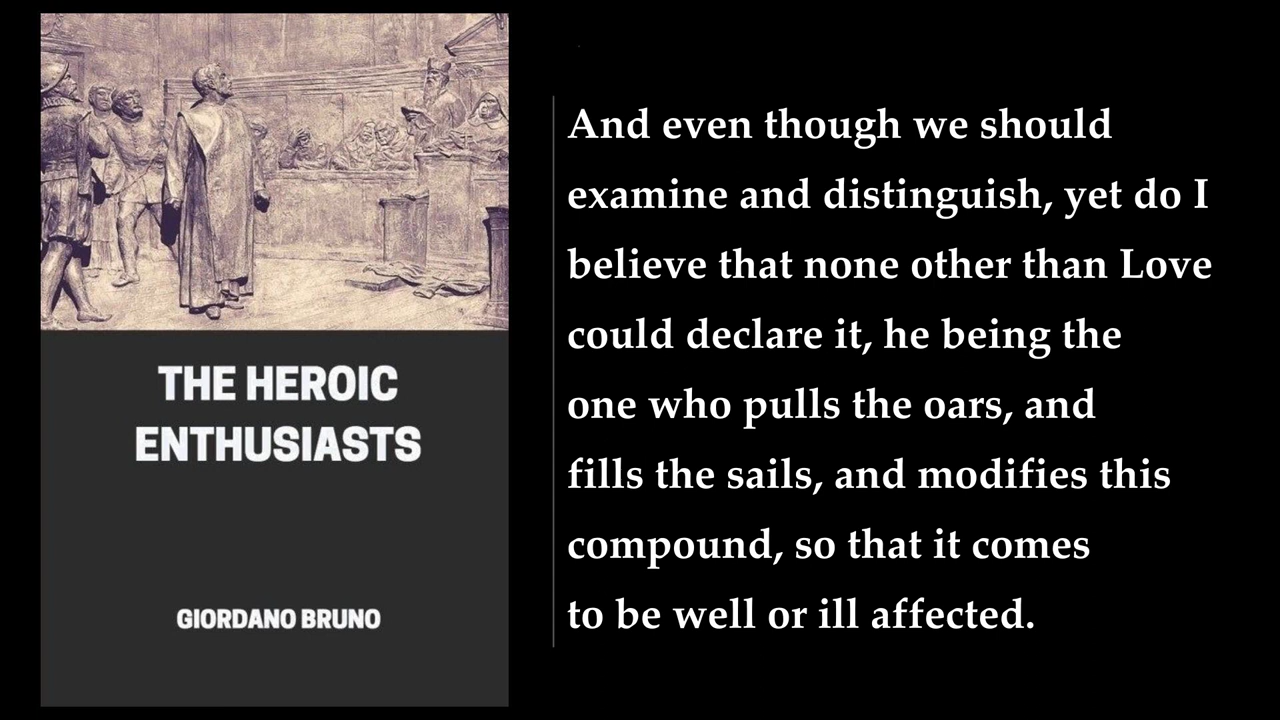 THE HEROIC
ENTHUSIASTS
GIORDANO BRUNO
And even though we should
examine and distinguish, yet do I
believe that none other than Love
could declare it, he being the
one who pulls the oars, and
fills the sails, and modifies this
compound, so that it comes
to be well or ill affected.